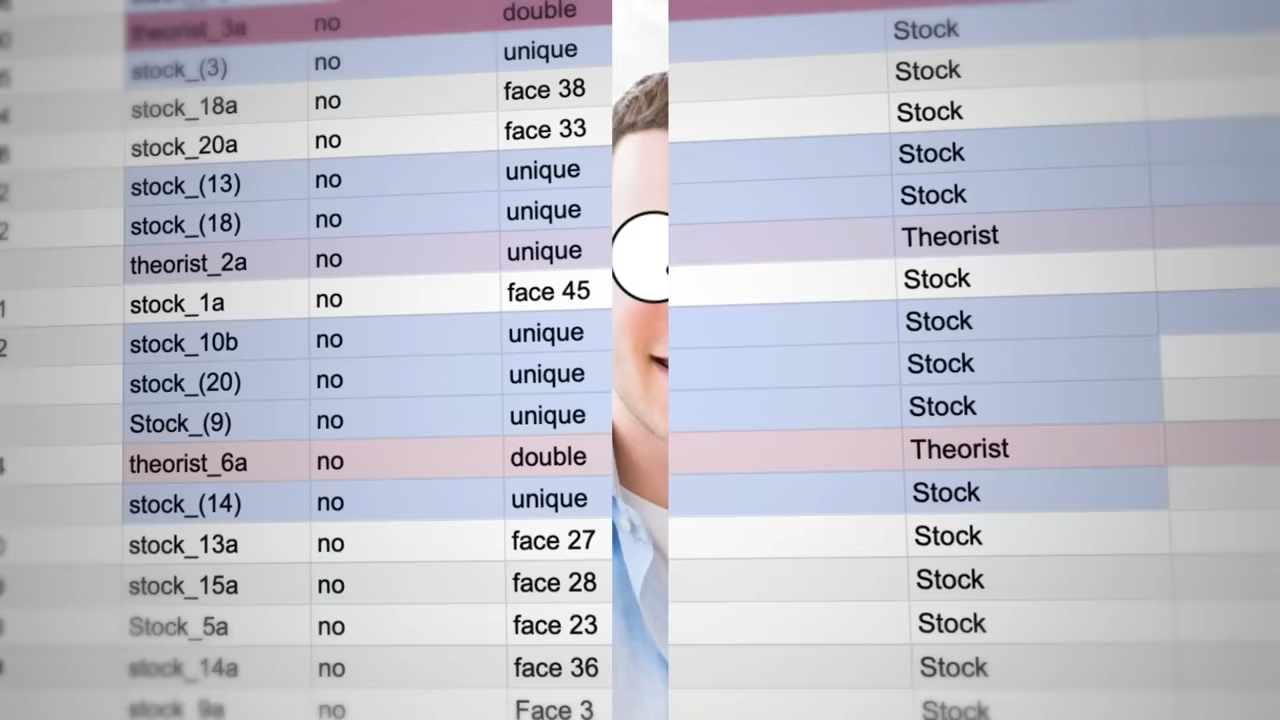 theorist_3a no double
stock_(3) no unique Stock
stock_18a no face 38 Stock
stock_20a no face 33 Stock
stock_(13) no unique Stock
stock_(18) no unique Stock
theorist_2a no unique Theorist
stock_1a no face 45 Stock
stock_10b no unique Stock
stock_(20) no unique Stock
Stock_(9) no unique Stock
theorist_6a no double Theorist
stock_(14) no unique Stock
stock_13a no face 27 Stock
stock_15a no face 28 Stock
Stock_5a no face 23 Stock
stock_14a no face 36 Stock
stock_9a no Face 3 Stock